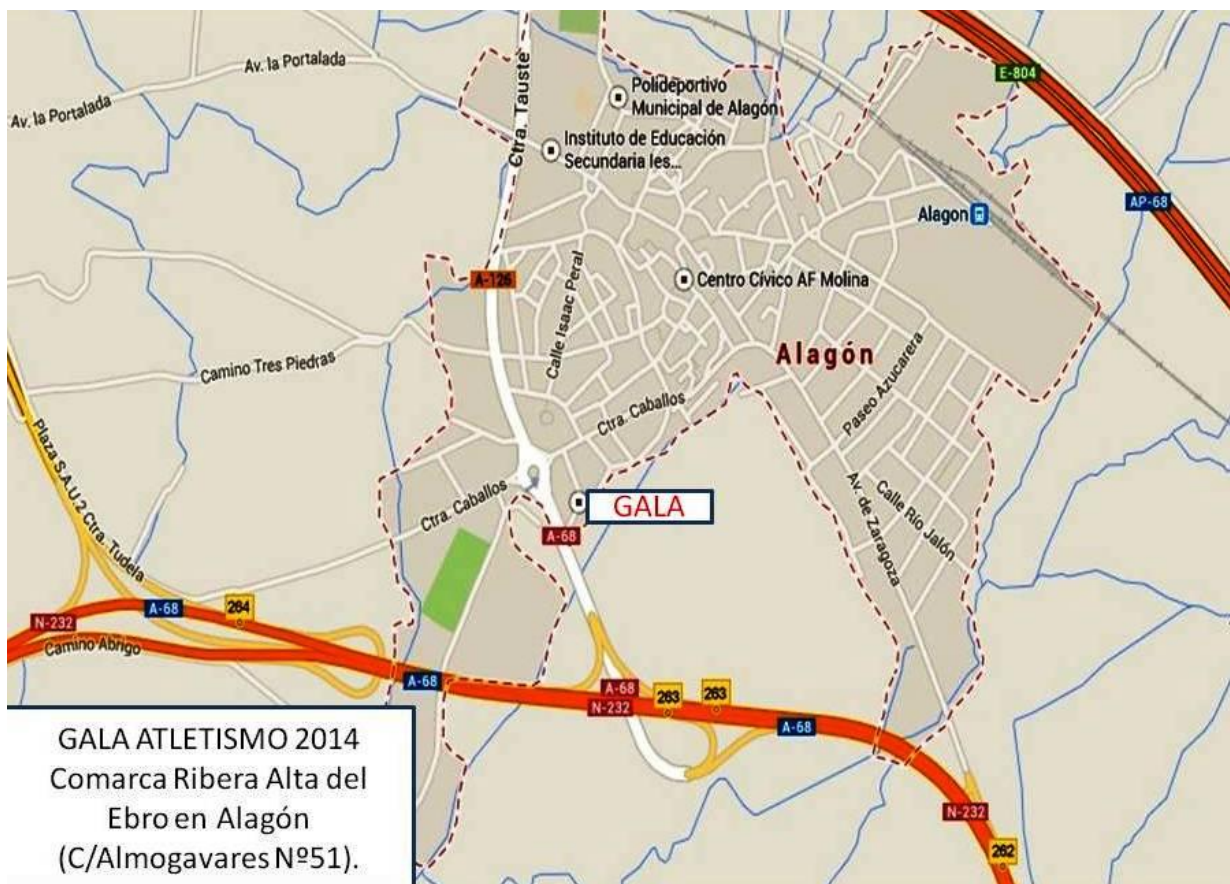 Av. la Portalada
Av. la Portalada
Ctra. Tauste
Polideportivo
Municipal de Alagón
Instituto de Educación
Secundaria Ies...
E-804
AP-68
Alagon
A-126
Calle Isaac Peral
Centro Cívico AF Molina
Camino Tres Piedras
Alagón
Paseo Azucarera
Ctra. Caballos
Plaza S.A.U.2 Ctra. Tudela
Ctra. Caballos
GALA
A-68
Av. de Zaragoza
Calle Río Jalón
N-232
A-68
264
Camino Abrigo
A-68
A-68
N-232
263
263
A-68
N-232
262
GALA ATLETISMO 2014
Comarca Ribera Alta del
Ebro en Alagón
(C/Almogavares Nº51).